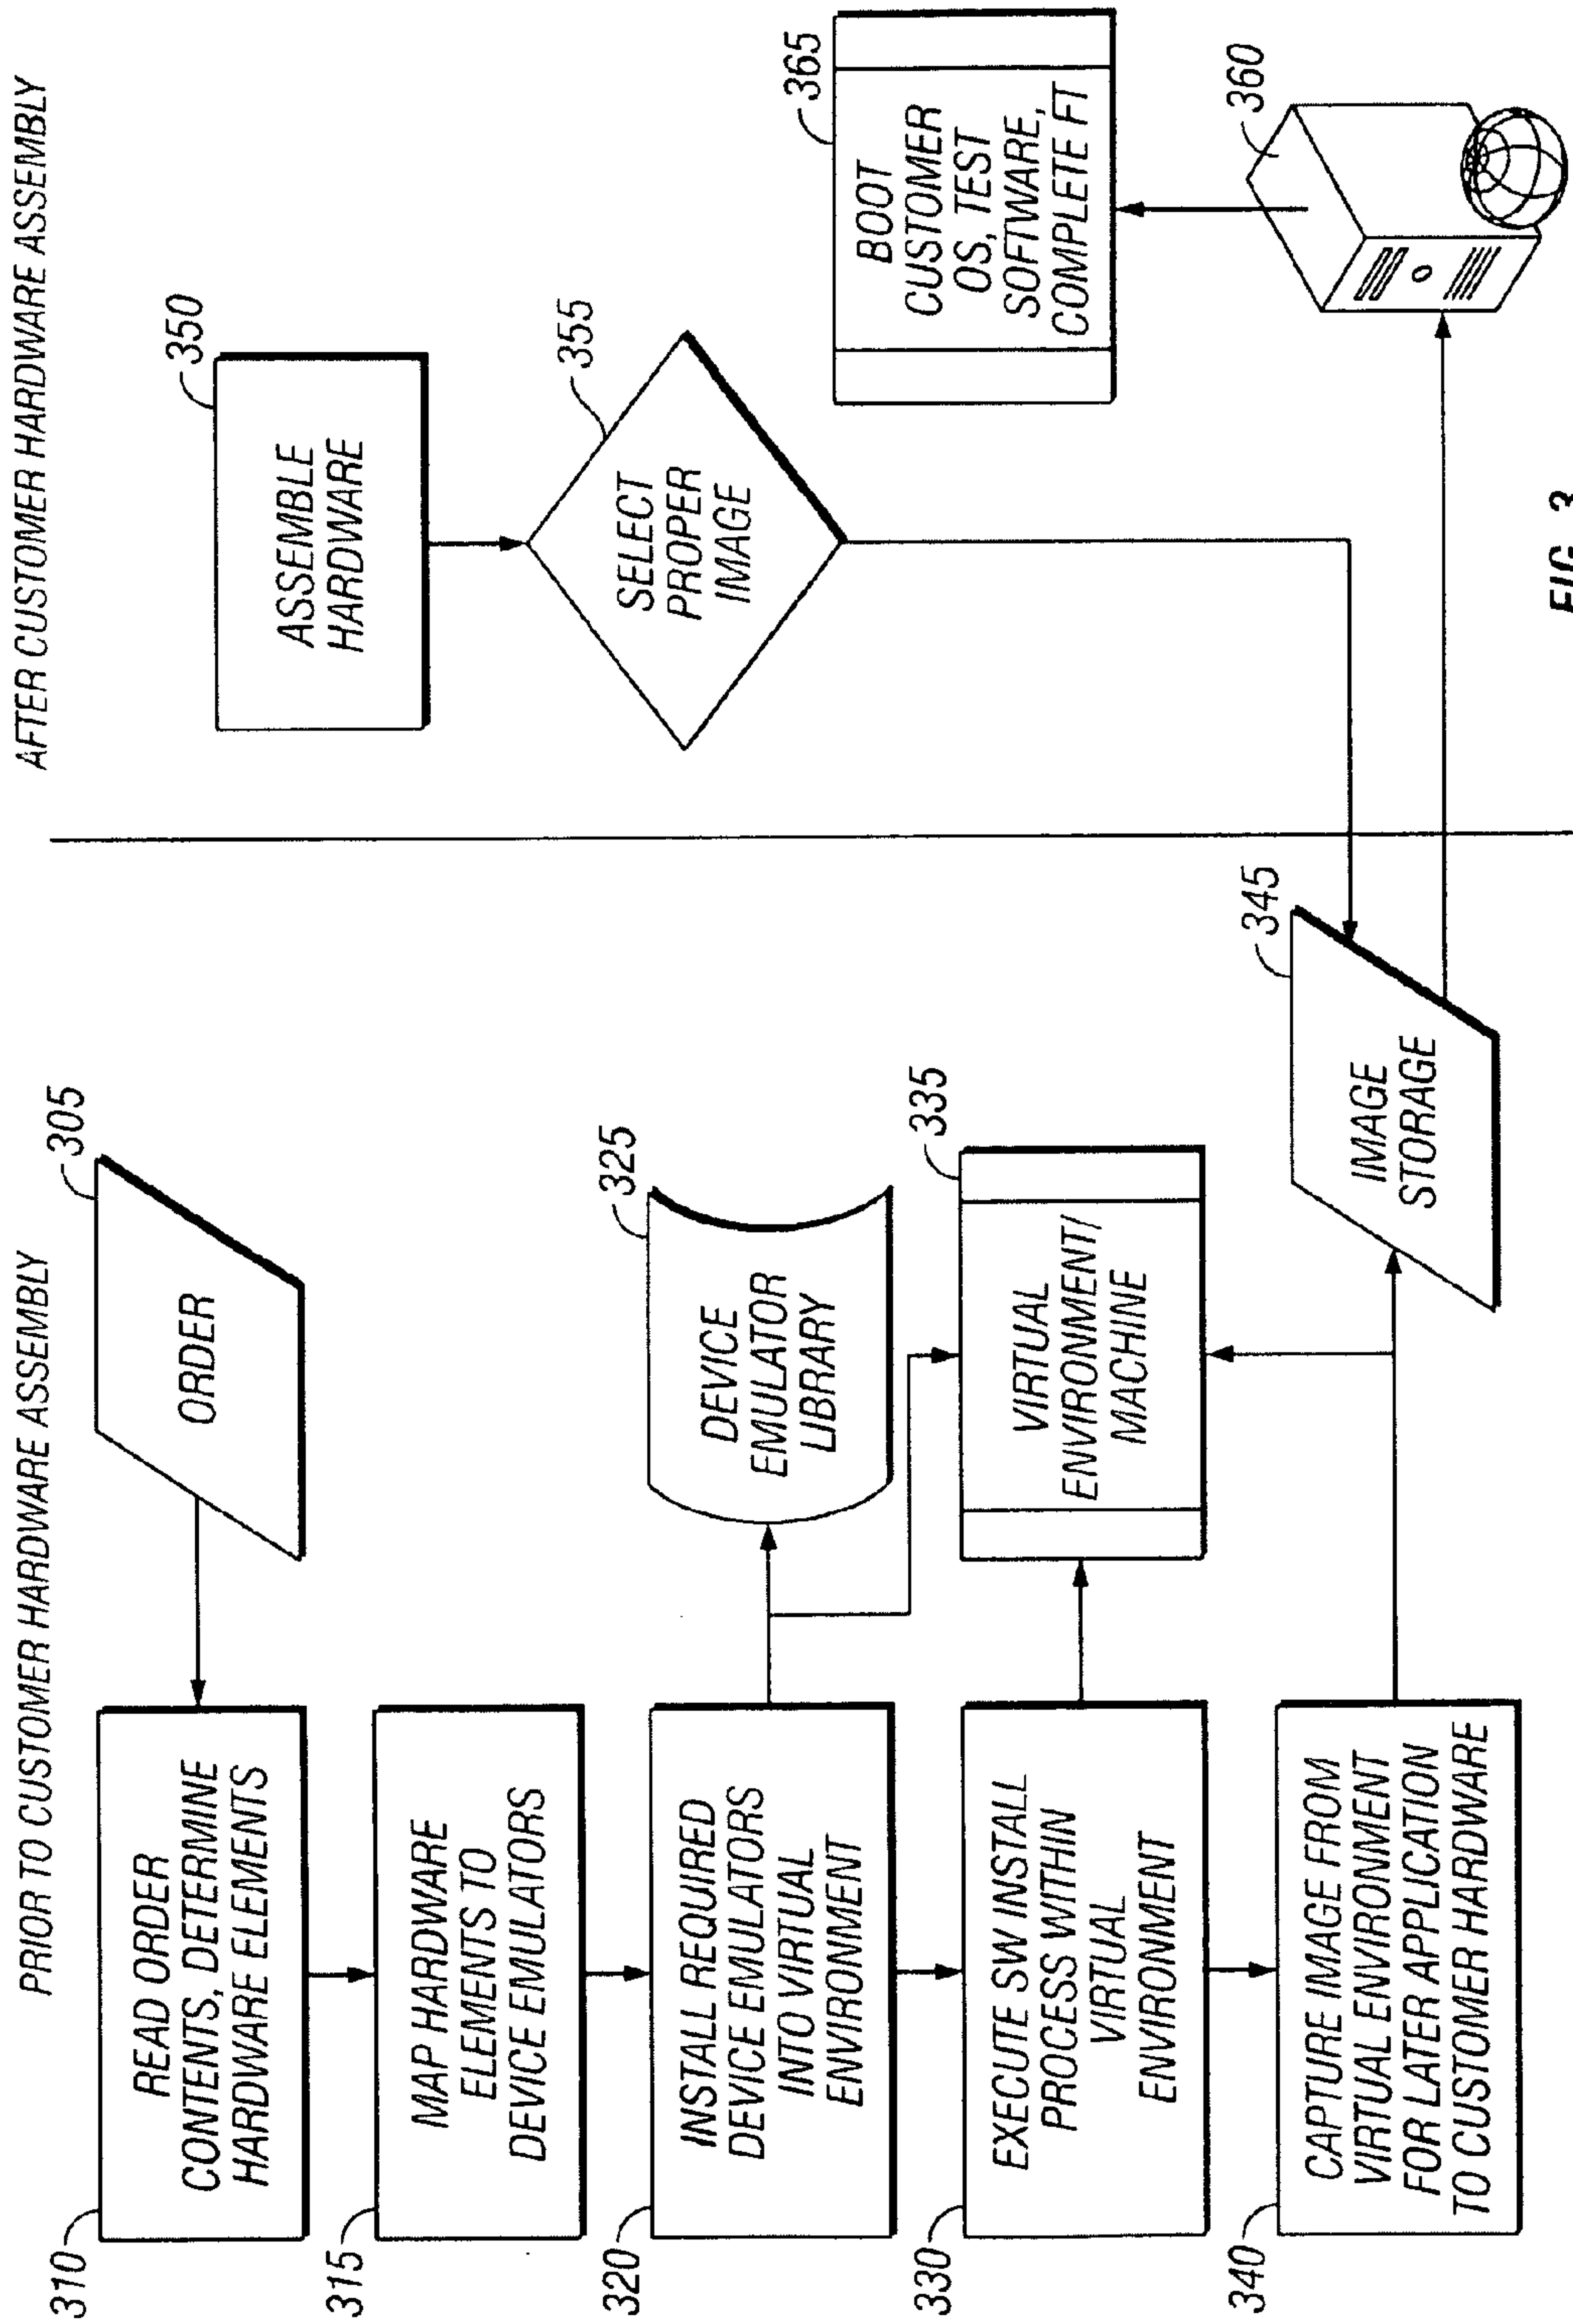 PRIOR TO CUSTOMER HARDWARE ASSEMBLY
305
ORDER
310
READ ORDER
CONTENTS, DETERMINE
HARDWARE ELEMENTS
315
MAP HARDWARE
ELEMENTS TO
DEVICE EMULATORS
320
INSTALL REQUIRED
DEVICE EMULATORS
INTO VIRTUAL
ENVIRONMENT
325
DEVICE
EMULATOR
LIBRARY
330
EXECUTE SW INSTALL
PROCESS WITHIN
VIRTUAL
ENVIRONMENT
335
VIRTUAL
ENVIRONMENT/
MACHINE
340
CAPTURE IMAGE FROM
VIRTUAL ENVIRONMENT
FOR LATER APPLICATION
TO CUSTOMER HARDWARE
345
IMAGE
STORAGE
AFTER CUSTOMER HARDWARE ASSEMBLY
350
ASSEMBLE
HARDWARE
355
SELECT
PROPER
IMAGE
365
BOOT
CUSTOMER
OS, TEST
SOFTWARE,
COMPLETE FT
360
FIG. 3